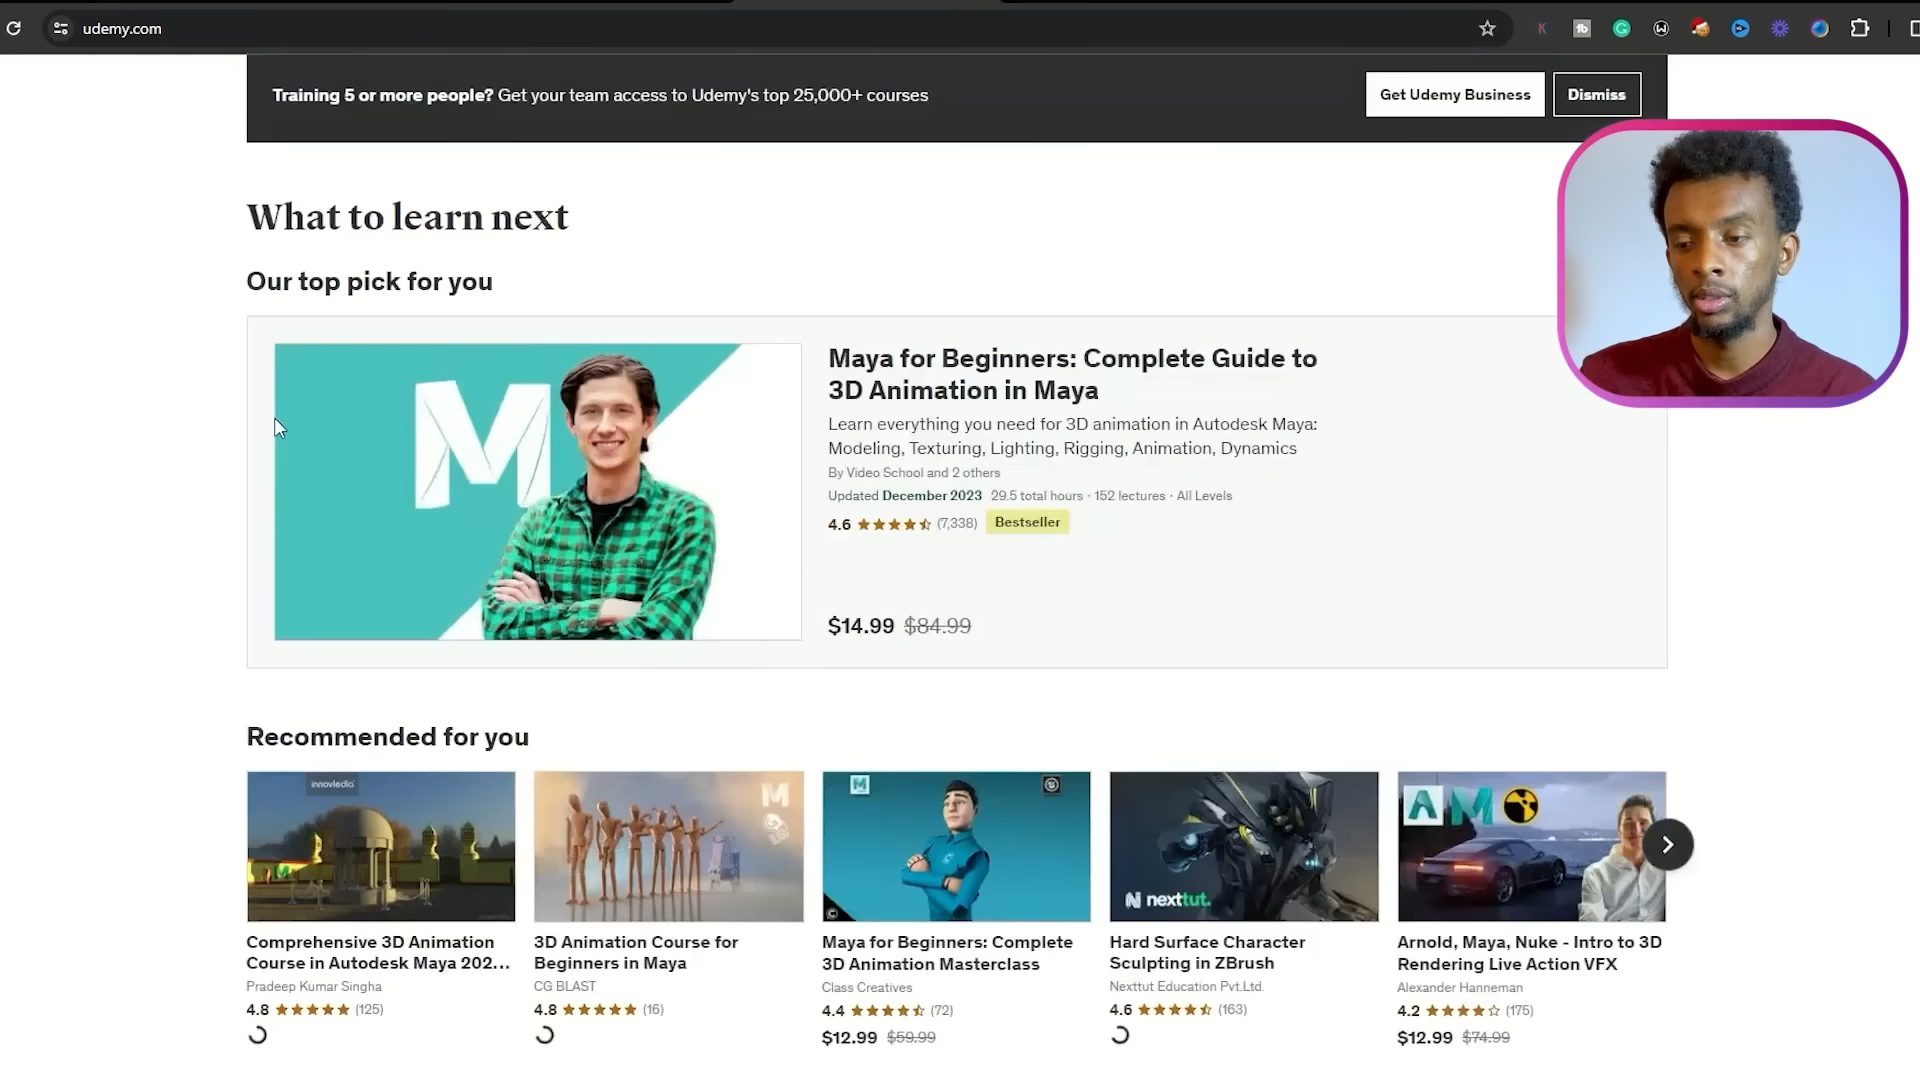 udemy.com
Training 5 or more people? Get your team access to Udemy's top 25,000+ courses
Get Udemy Business
Dismiss
What to learn next
Our top pick for you
M
Maya for Beginners: Complete Guide to
3D Animation in Maya
Learn everything you need for 3D animation in Autodesk Maya:
Modeling, Texturing, Lighting, Rigging, Animation, Dynamics
By Video School and 2 others
Updated December 2023 29.5 total hours · 152 lectures · All Levels
4.6 (7,338) Bestseller
$14.99 $84.99
Recommended for you
innovledia
M
M
M
nexttut.
A M
Comprehensive 3D Animation
Course in Autodesk Maya 202...
Pradeep Kumar Singha
4.8 (125)
3D Animation Course for
Beginners in Maya
CG BLAST
4.8 (16)
Maya for Beginners: Complete
3D Animation Masterclass
Class Creatives
4.4 (72)
$12.99 $59.99
Hard Surface Character
Sculpting in ZBrush
Nexttut Education Pvt.Ltd.
4.6 (163)
Arnold, Maya, Nuke - Intro to 3D
Rendering Live Action VFX
Alexander Hanneman
4.2 (175)
$12.99 $74.99